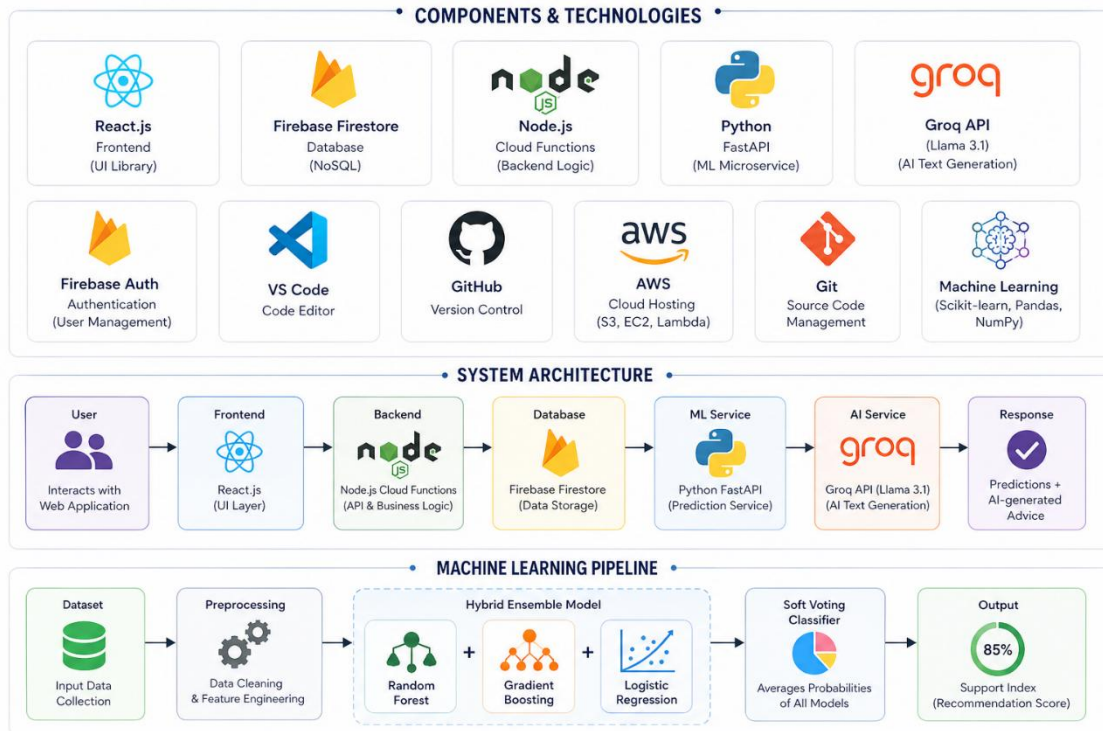 COMPONENTS & TECHNOLOGIES
React.js
Frontend
(UI Library)
Firebase Firestore
Database
(NoSQL)
node
JS
Node.js
Cloud Functions
(Backend Logic)
Python
FastAPI
(ML Microservice)
groq
Groq API
(Llama 3.1)
(AI Text Generation)
Firebase Auth
Authentication
(User Management)
VS Code
Code Editor
GitHub
Version Control
aws
AWS
Cloud Hosting
(S3, EC2, Lambda)
Git
Source Code
Management
Machine Learning
(Scikit-learn, Pandas,
NumPy)
SYSTEM ARCHITECTURE
User
Interacts with
Web Application
Frontend
React.js
(UI Layer)
Backend
node
JS
Node.js Cloud Functions
(API & Business Logic)
Database
Firebase Firestore
(Data Storage)
ML Service
Python FastAPI
(Prediction Service)
AI Service
groq
Groq API (Llama 3.1)
(AI Text Generation)
Response
Predictions +
AI-generated
Advice
MACHINE LEARNING PIPELINE
Dataset
Input Data
Collection
Preprocessing
Data Cleaning
& Feature Engineering
Hybrid Ensemble Model
Random
Forest
+
Gradient
Boosting
+
Logistic
Regression
Soft Voting
Classifier
Averages Probabilities
of All Models
Output
85%
Support Index
(Recommendation Score)